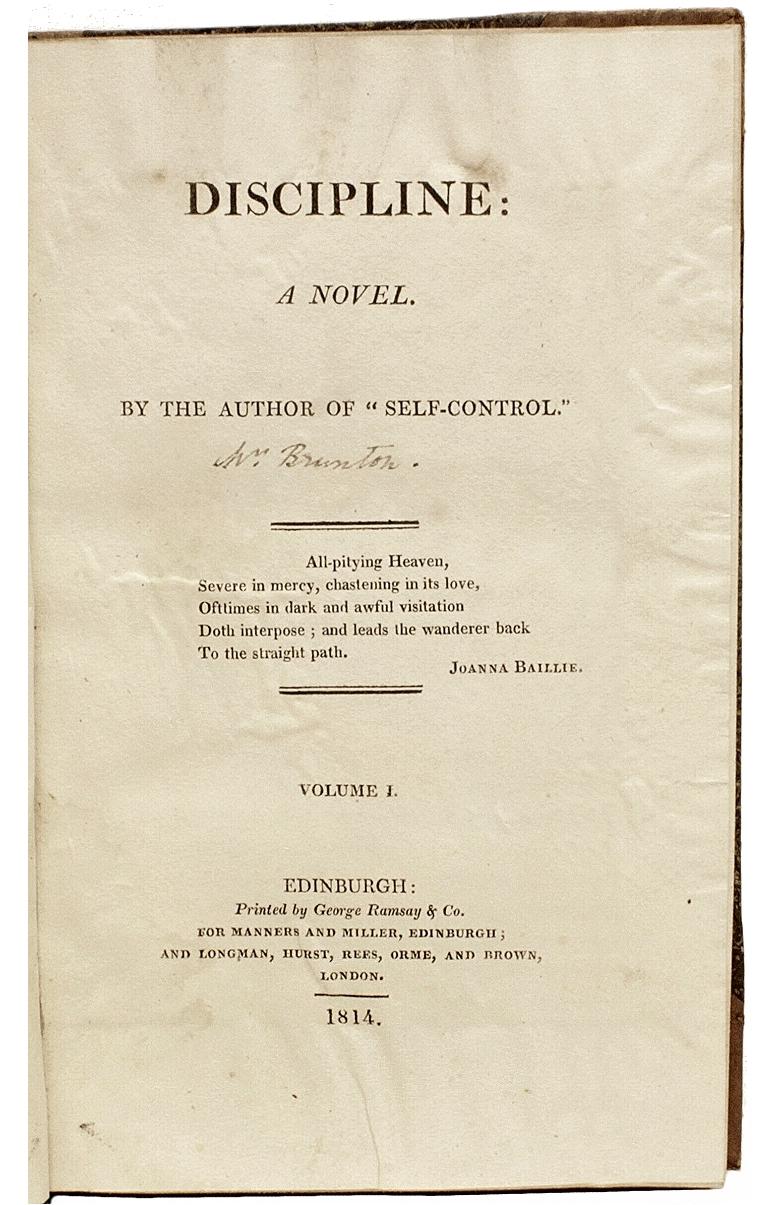 DISCIPLINE:
A NOVEL.
BY THE AUTHOR OF “ SELF-CONTROL.”
Mrs. Brunton.
All-pitying Heaven,
Severe in mercy, chastening in its love,
Ofttimes in dark and awful visitation
Doth interpose ; and leads the wanderer back
To the straight path.
JOANNA BAILLIE.
VOLUME I.
EDINBURGH:
Printed by George Ramsay & Co.
FOR MANNERS AND MILLER, EDINBURGH ;
AND LONGMAN, HURST, REES, ORME, AND BROWN,
LONDON.
1814.